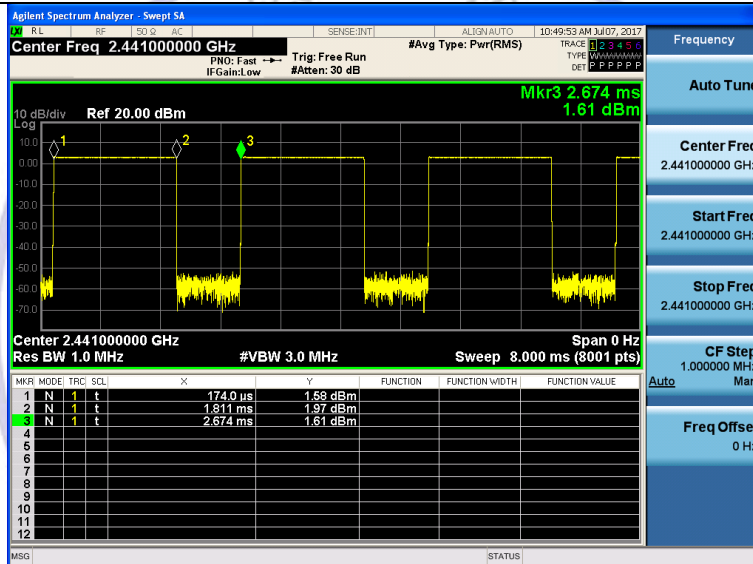 Agilent Spectrum Analyzer - Swept SA
LXI RL RF 50 Ω AC SENSE:INT ALIGN AUTO 10:49:53 AM Jul 07, 2017
Center Freq 2.441000000 GHz #Avg Type: Pwr(RMS) TRACE 1 2 3 4 5 6
PNO: Fast Trig: Free Run TYPE WWWWWW
IFGain:Low #Atten: 30 dB DET P P P P P P
Mkr3 2.674 ms
10 dB/div Ref 20.00 dBm 1.61 dBm
Log
10.0
0.00
-10.0
-20.0
-30.0
-40.0
-50.0
-60.0
-70.0
1 2 3
Center 2.441000000 GHz Span 0 Hz
Res BW 1.0 MHz #VBW 3.0 MHz Sweep 8.000 ms (8001 pts)
MKR MODE TRC SCL X Y FUNCTION FUNCTION WIDTH FUNCTION VALUE
1 N 1 t 174.0 µs 1.58 dBm
2 N 1 t 1.811 ms 1.97 dBm
3 N 1 t 2.674 ms 1.61 dBm
4
5
6
7
8
9
10
11
12
MSG STATUS
Frequency
Auto Tune
Center Freq
2.441000000 GHz
Start Freq
2.441000000 GHz
Stop Freq
2.441000000 GHz
CF Step
1.000000 MHz
Auto Man
Freq Offset
0 Hz